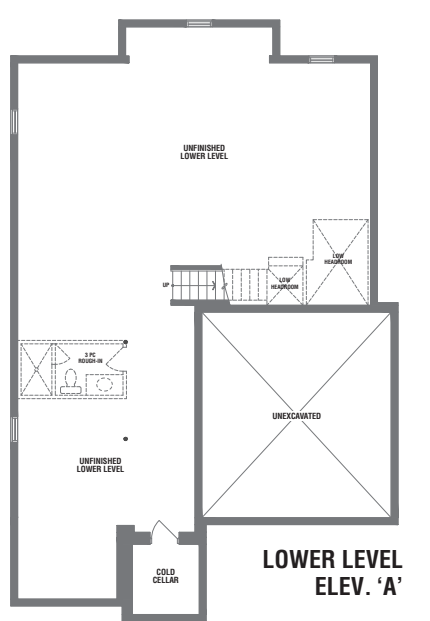 UNFINISHED
LOWER LEVEL
LOW
HEADROOM
UP
LOW
HEADROOM
3 PC
ROUGH-IN
UNEXCAVATED
UNFINISHED
LOWER LEVEL
COLD
CELLAR
LOWER LEVEL
ELEV. ‘A’